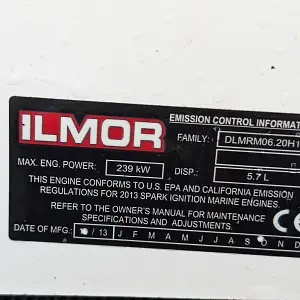 ILMOR
EMISSION CONTROL INFORMAT
FAMILY: DLMRM06.20H1
MAX. ENG. POWER: 239 kW DISP.: 5.7 L
THIS ENGINE CONFORMS TO U.S. EPA AND CALIFORNIA EMISSION
REGULATIONS FOR 2013 SPARK IGNITION MARINE ENGINES.
REFER TO THE OWNER'S MANUAL FOR MAINTENANCE
SPECIFICATIONS AND ADJUSTMENTS.
DATE OF MFG.: / 13 J F M A M J J A S N D